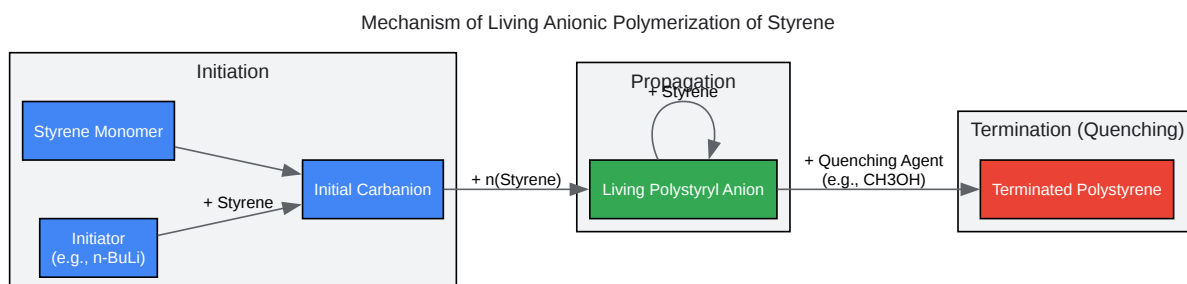 Mechanism of Living Anionic Polymerization of Styrene
Initiation
Styrene Monomer
Initiator
(e.g., n-BuLi)
+ Styrene
Initial Carbanion
+ n(Styrene)
Propagation
+ Styrene
Living Polystyryl Anion
+ Quenching Agent
(e.g., CH3OH)
Termination (Quenching)
Terminated Polystyrene